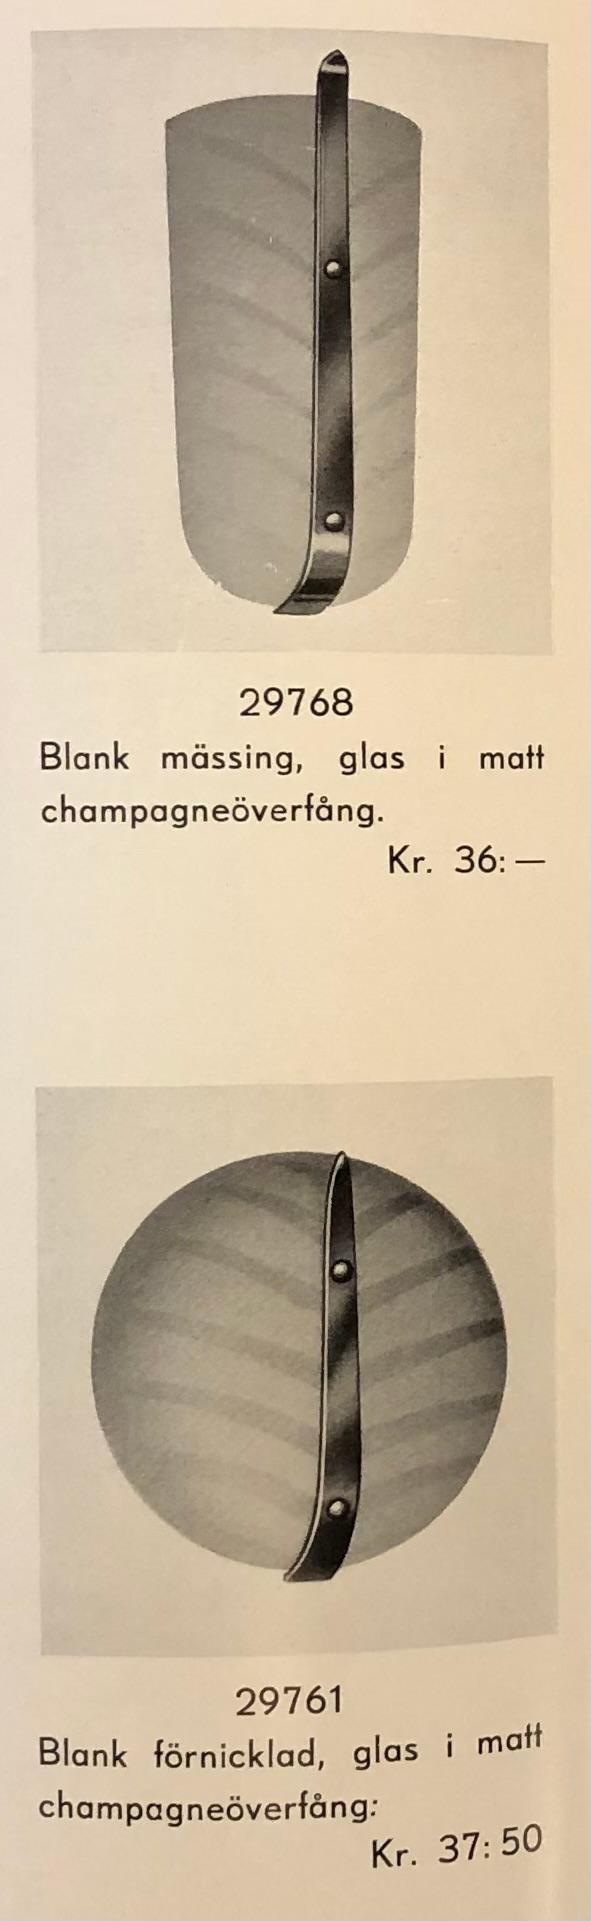 29768
Blank mässing, glas i matt
champagneöverfång.
Kr. 36:—
29761
Blank förnicklad, glas i matt
champagneöverfång:
Kr. 37:50